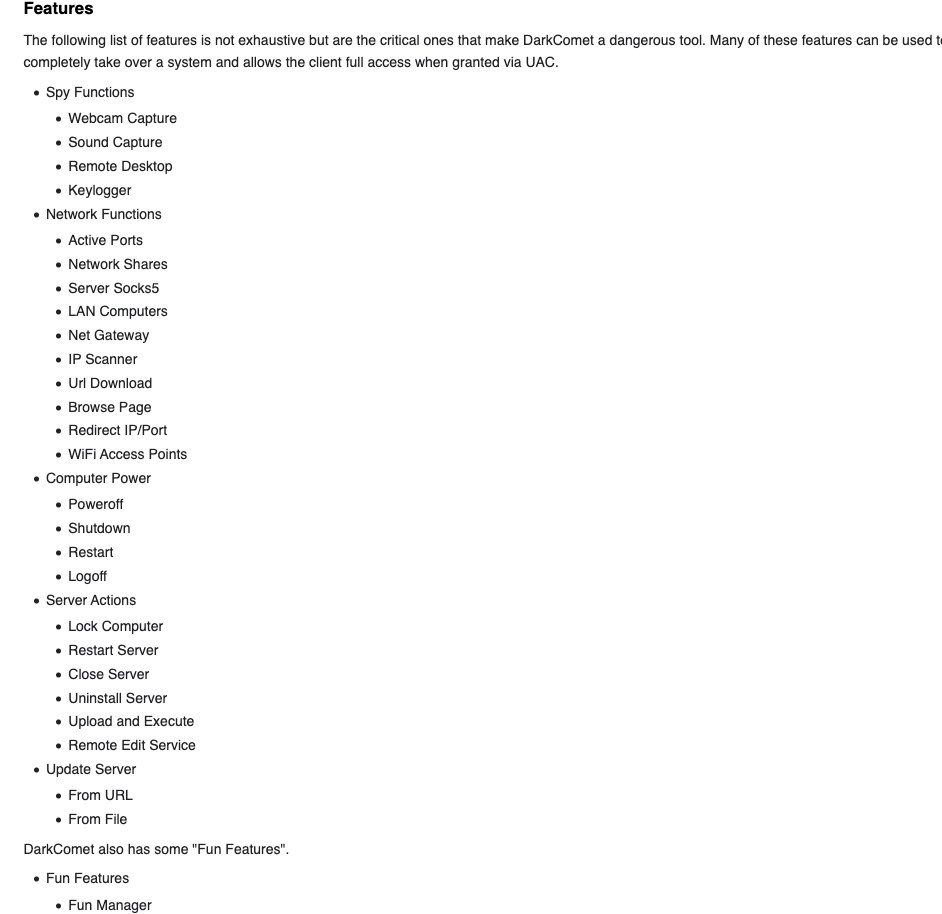 Features
The following list of features is not exhaustive but are the critical ones that make DarkComet a dangerous tool. Many of these features can be used
completely take over a system and allows the client full access when granted via UAC.
Spy Functions
Webcam Capture
Sound Capture
Remote Desktop
Keylogger
Network Functions
Active Ports
Network Shares
Server Socks5
LAN Computers
Net Gateway
IP Scanner
Url Download
Browse Page
Redirect IP/Port
WiFi Access Points
Computer Power
Poweroff
Shutdown
Restart
Logoff
Server Actions
Lock Computer
Restart Server
Close Server
Uninstall Server
Upload and Execute
Remote Edit Service
Update Server
From URL
From File
DarkComet also has some "Fun Features".
Fun Features
Fun Manager